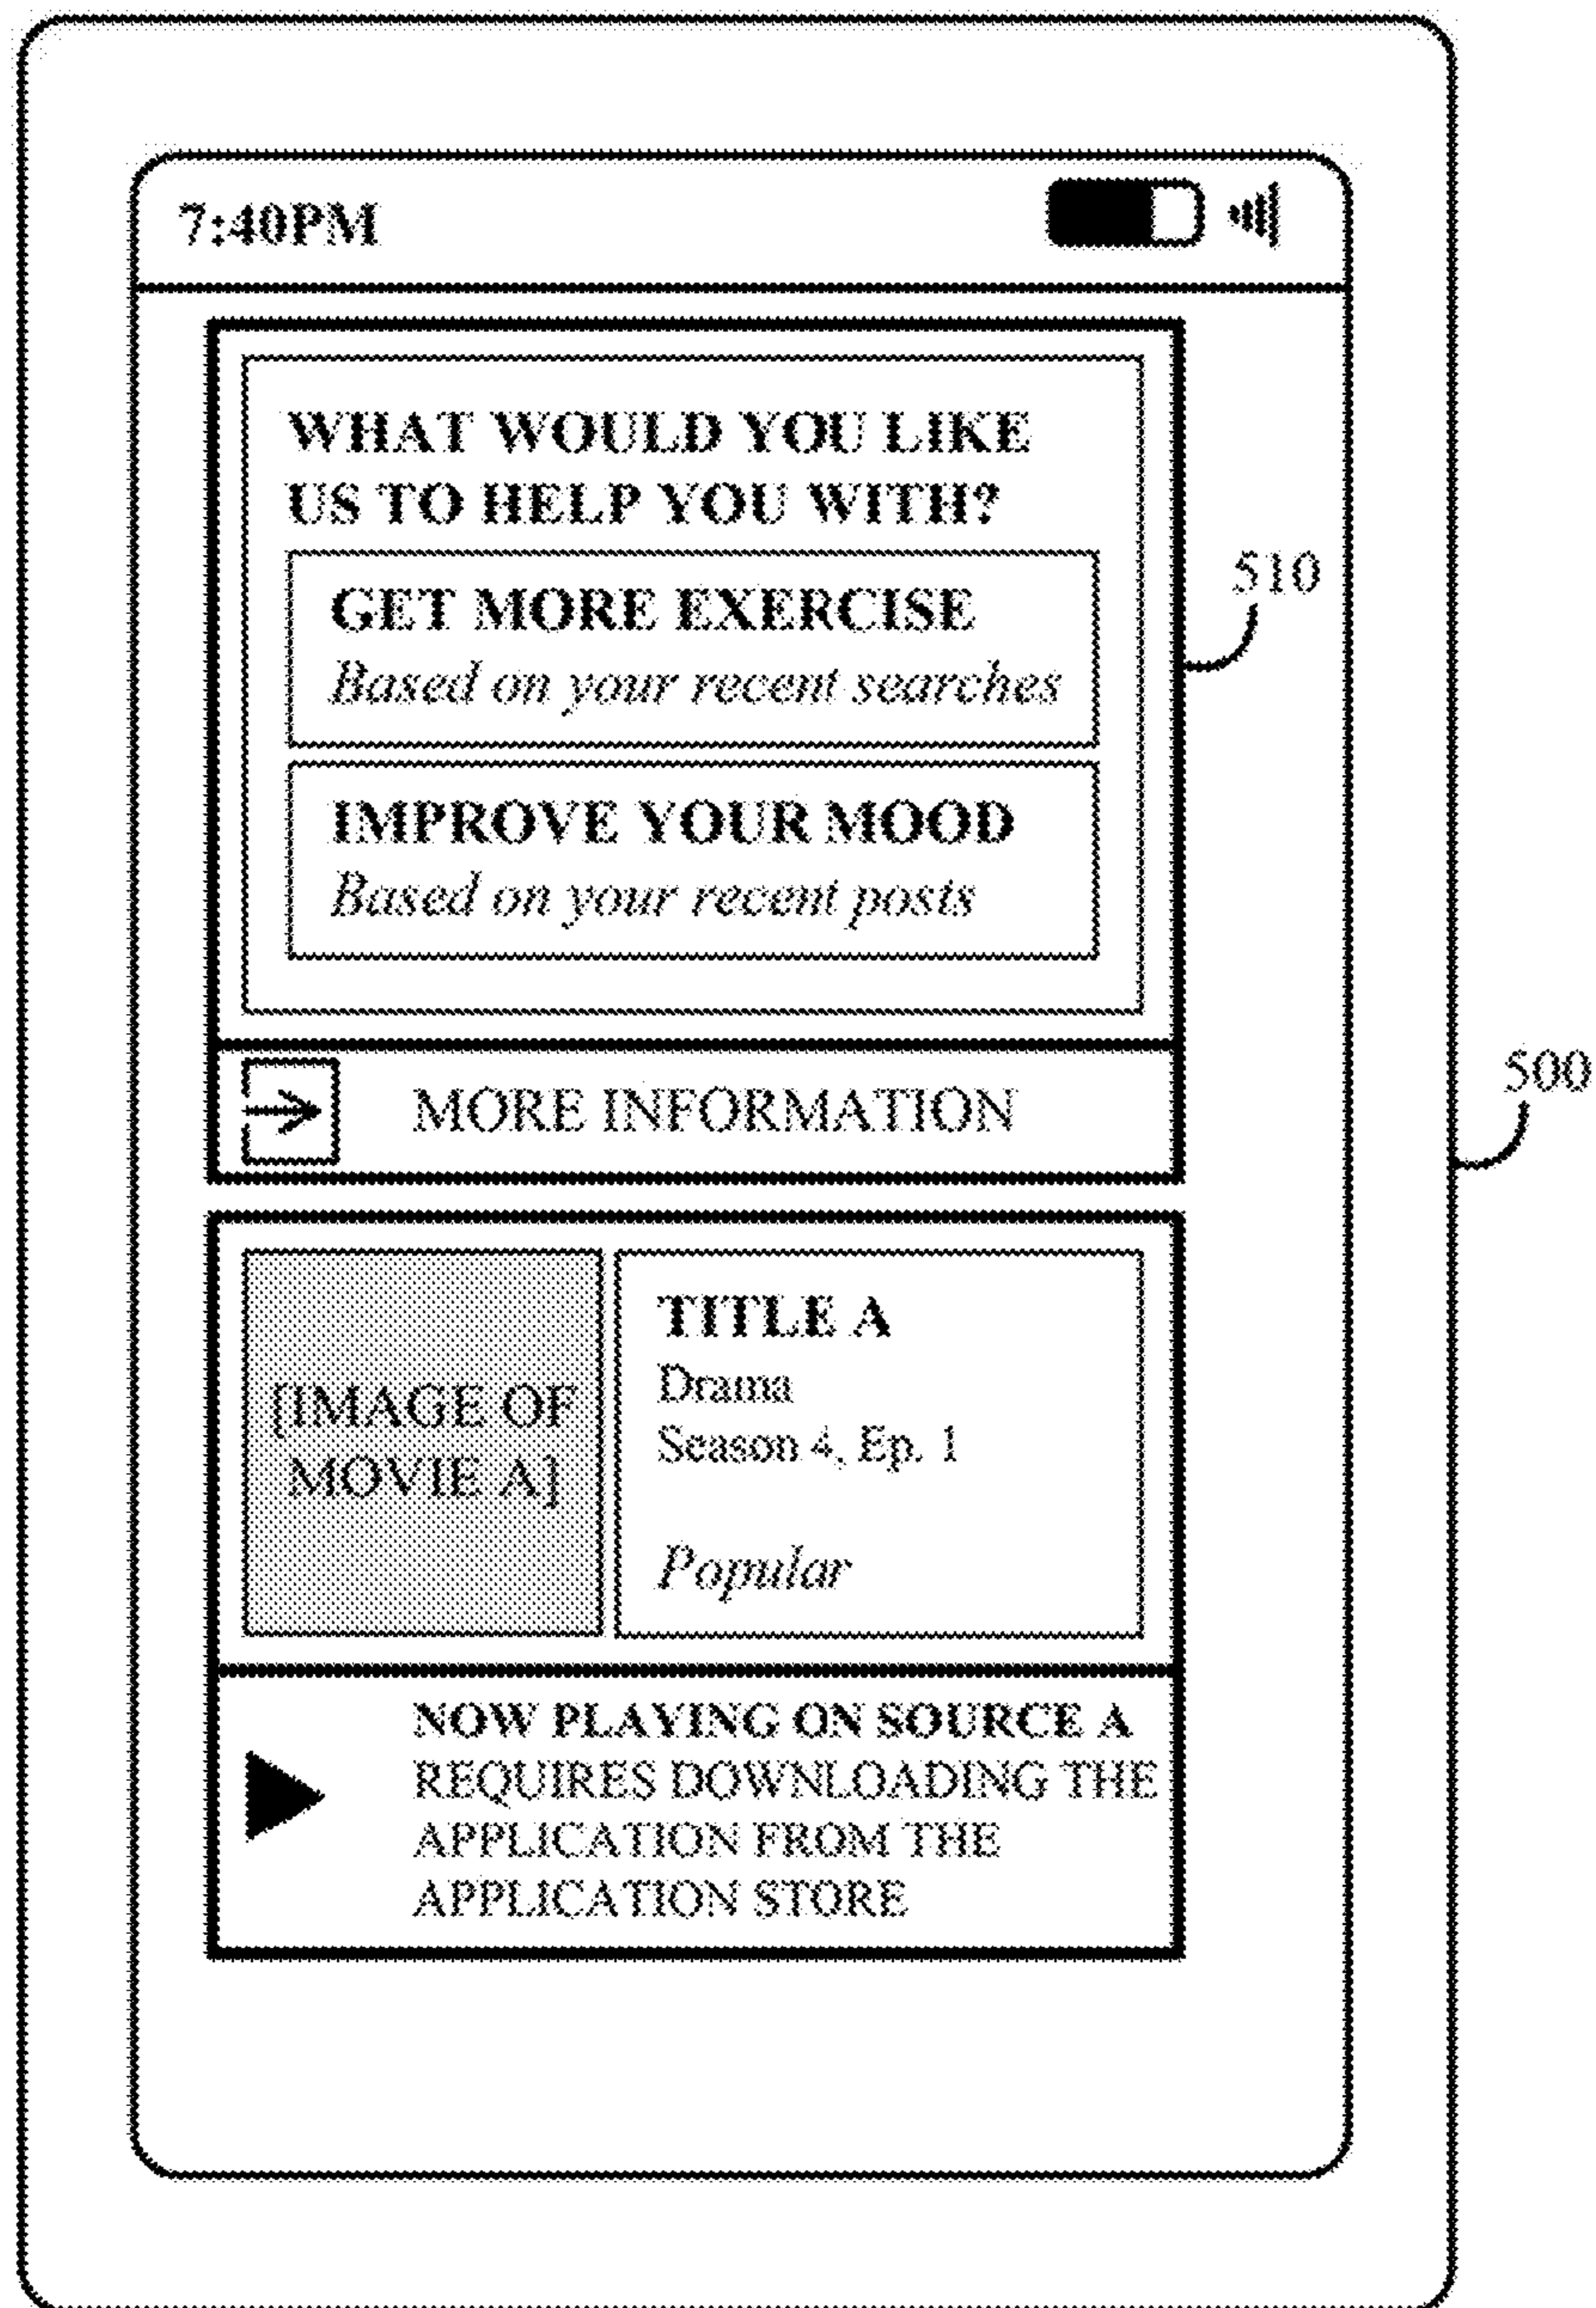 7:40PM
WHAT WOULD YOU LIKE
US TO HELP YOU WITH?
GET MORE EXERCISE
Based on your recent searches
IMPROVE YOUR MOOD
Based on your recent posts
510
MORE INFORMATION
500
[IMAGE OF
MOVIE A]
TITLE A
Drama
Season 4, Ep. 1
Popular
NOW PLAYING ON SOURCE A
REQUIRES DOWNLOADING THE
APPLICATION FROM THE
APPLICATION STORE